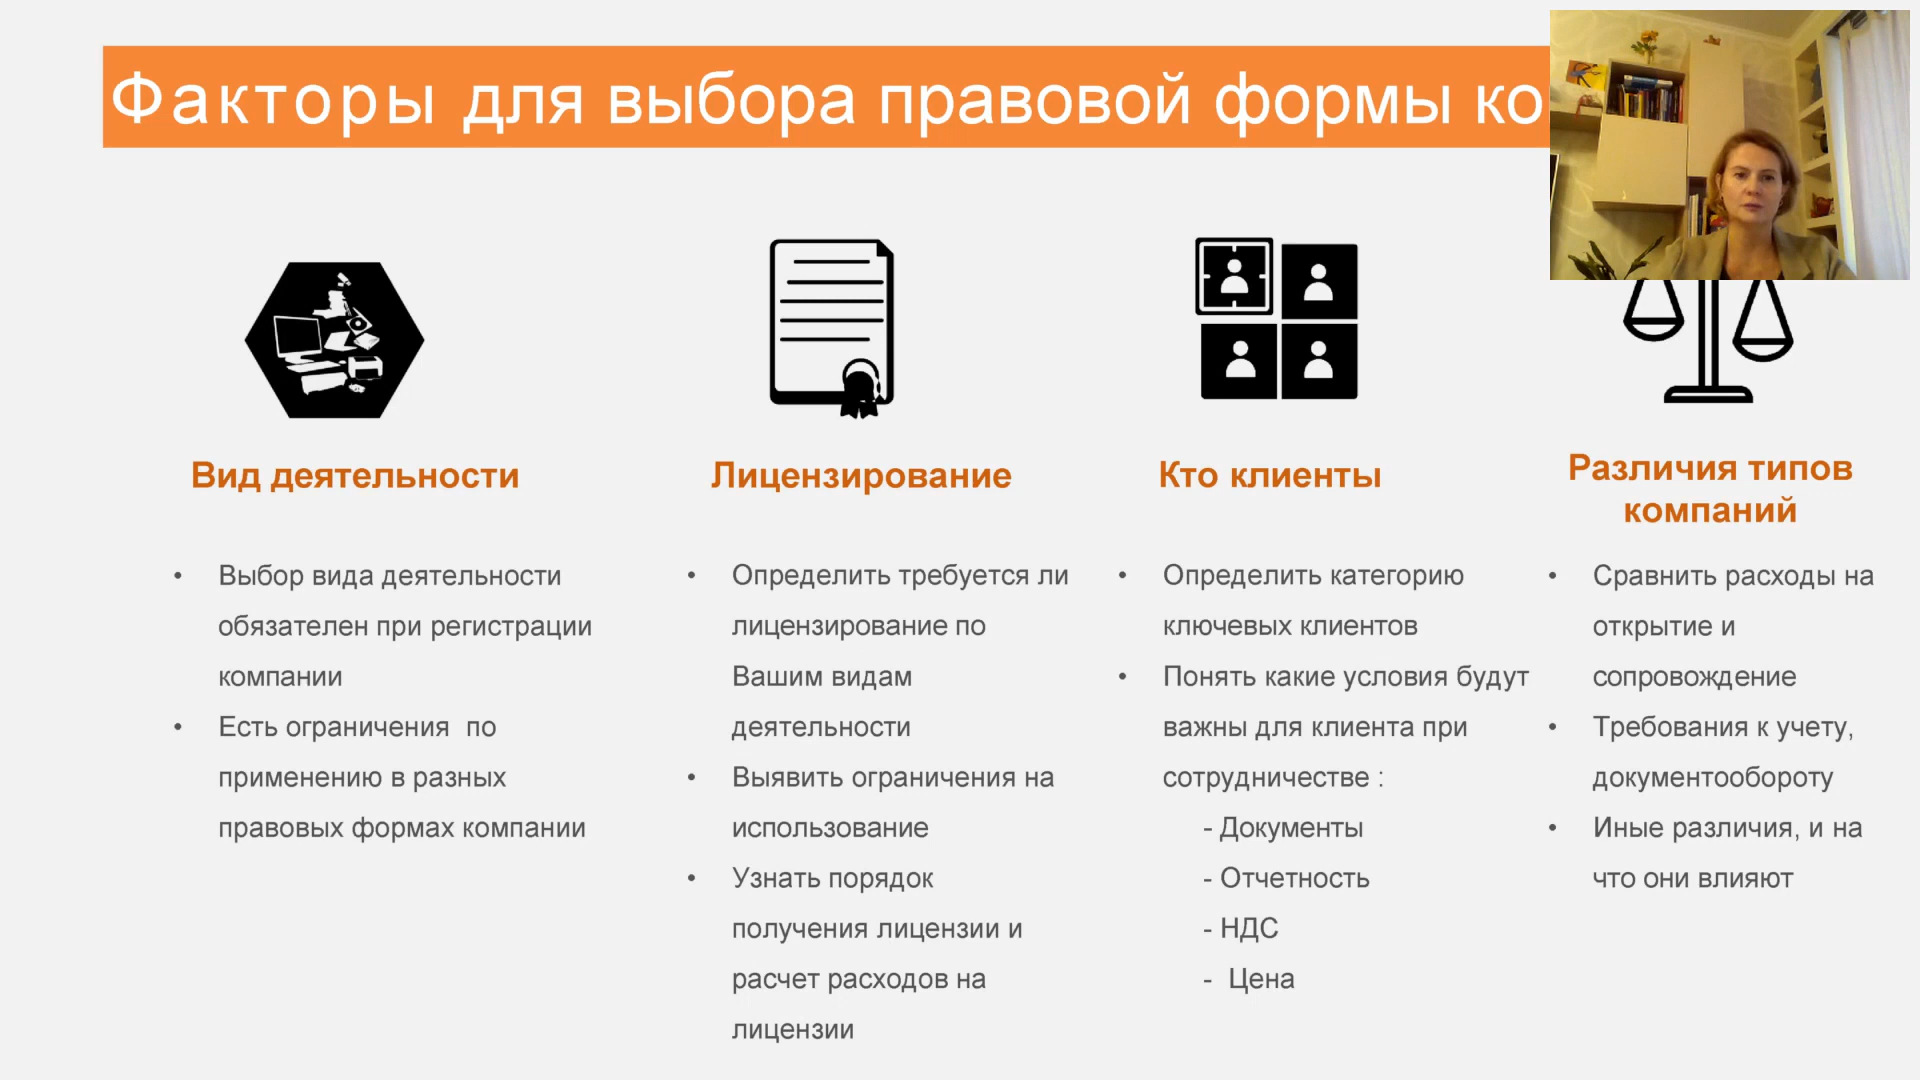 Факторы для выбора правовой формы ко
Вид деятельности
Выбор вида деятельности
обязателен при регистрации
компании
Есть ограничения по
применению в разных
правовых формах компании
Лицензирование
Определить требуется ли
лицензирование по
Вашим видам
деятельности
Выявить ограничения на
использование
Узнать порядок
получения лицензии и
расчет расходов на
лицензии
Кто клиенты
Определить категорию
ключевых клиентов
Понять какие условия будут
важны для клиента при
сотрудничестве :
- Документы
- Отчетность
- НДС
- Цена
Различия типов
компаний
Сравнить расходы на
открытие и
сопровождение
Требования к учету,
документообороту
Иные различия, и на
что они влияют